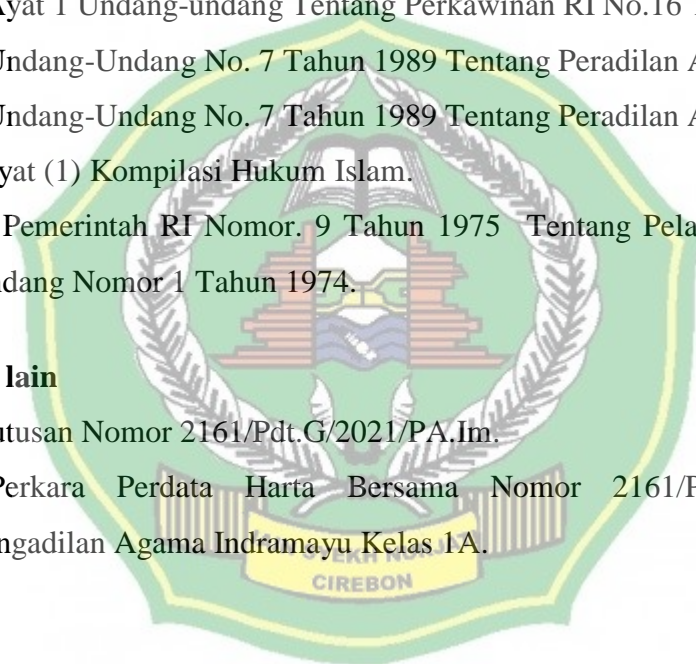 Ayat 1 Undang-undang Tentang Perkawinan RI No.16
Undang-Undang No. 7 Tahun 1989 Tentang Peradilan A
Undang-Undang No. 7 Tahun 1989 Tentang Peradilan A
yat (1) Kompilasi Hukum Islam.
Pemerintah RI Nomor. 9 Tahun 1975 Tentang Pela
ndang Nomor 1 Tahun 1974.
lain
utusan Nomor 2161/Pdt.G/2021/PA.Im.
Perkara Perdata Harta Bersama Nomor 2161/P
ngadilan Agama Indramayu Kelas 1A.
CIREBON